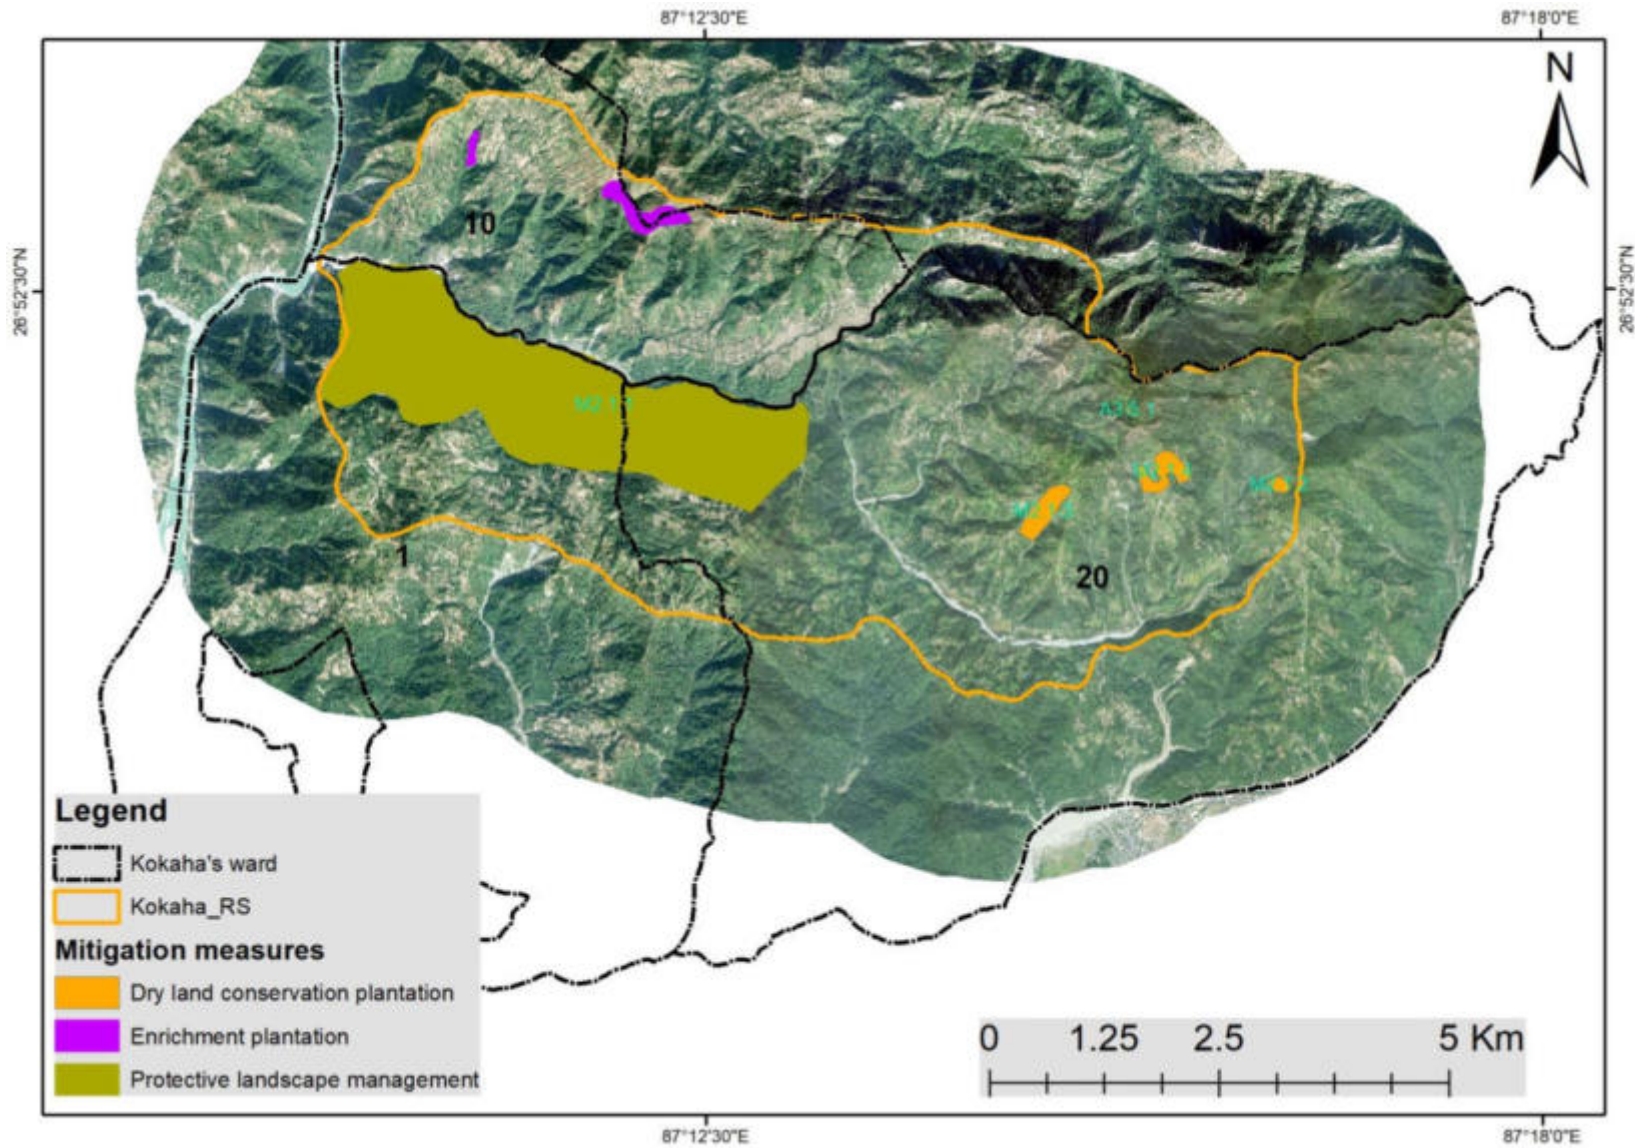 87°12'30"E
87°18'0"E
N
10
26°52'30"N
26°52'30"N
1
20
Legend
Kokaha's ward
Kokaha_RS
Mitigation measures
Dry land conservation plantation
Enrichment plantation
Protective landscape management
0 1.25 2.5 5 Km
87°12'30"E
87°18'0"E